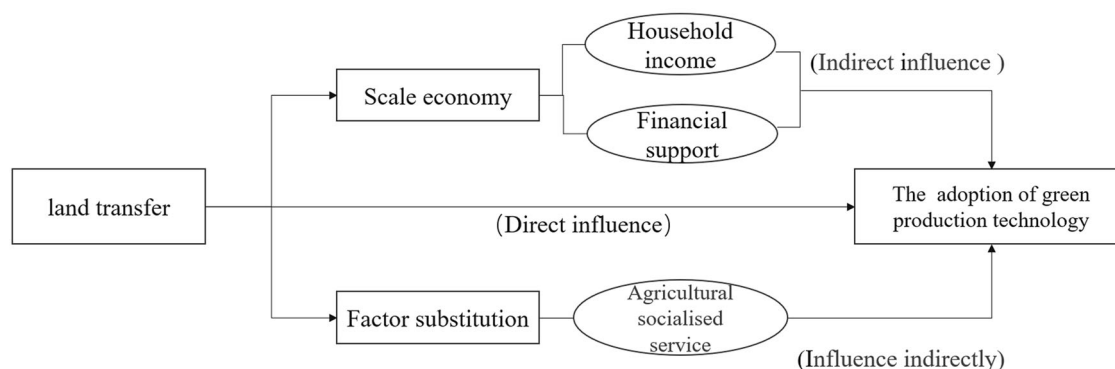 Household
income
(Indirect influence )
Scale economy
Financial
support
land transfer
The adoption of green
production technology
（Direct influence）
Factor substitution
Agricultural
socialised
service
(Influence indirectly)